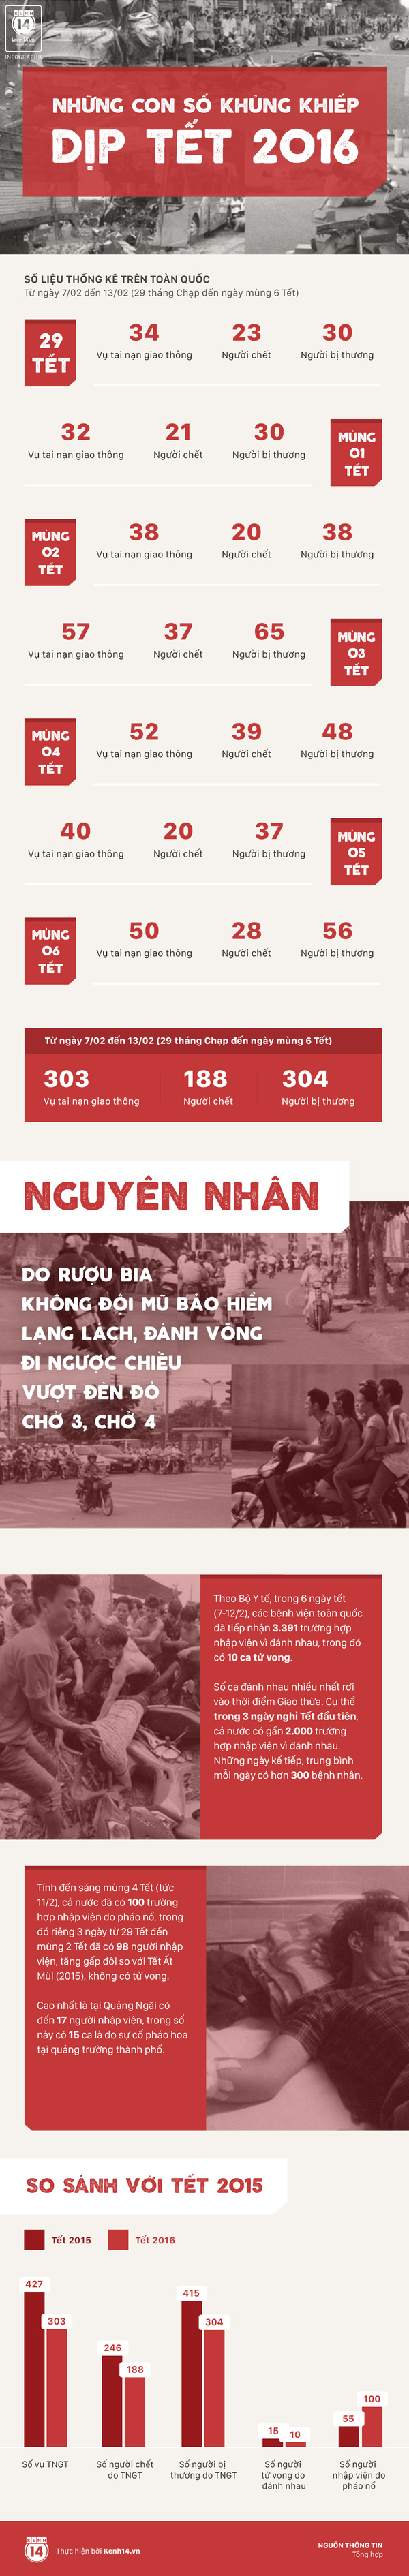 KENH
14
Kenh14.vn
INFOGRAPHIC
NHỮNG CON SỐ KHỦNG KHIẾP
DỊP TẾT 2016
SỐ LIỆU THỐNG KÊ TRÊN TOÀN QUỐC
Từ ngày 7/02 đến 13/02 (29 tháng Chạp đến ngày mùng 6 Tết)
29
TẾT
34 23 30
Vụ tai nạn giao thông Người chết Người bị thương
32 21 30
Vụ tai nạn giao thông Người chết Người bị thương
MÙNG
01
TẾT
MÙNG
02
TẾT
38 20 38
Vụ tai nạn giao thông Người chết Người bị thương
57 37 65
Vụ tai nạn giao thông Người chết Người bị thương
MÙNG
03
TẾT
MÙNG
04
TẾT
52 39 48
Vụ tai nạn giao thông Người chết Người bị thương
40 20 37
Vụ tai nạn giao thông Người chết Người bị thương
MÙNG
05
TẾT
MÙNG
06
TẾT
50 28 56
Vụ tai nạn giao thông Người chết Người bị thương
Từ ngày 7/02 đến 13/02 (29 tháng Chạp đến ngày mùng 6 Tết)
303 188 304
Vụ tai nạn giao thông Người chết Người bị thương
NGUYÊN NHÂN
DO RƯỢU BIA
KHÔNG ĐỘI MŨ BẢO HIỂM
LẠNG LÁCH, ĐÁNH VÕNG
ĐI NGƯỢC CHIỀU
VƯỢT ĐÈN ĐỎ
CHỞ 3, CHỞ 4
Theo Bộ Y tế, trong 6 ngày tết
(7-12/2), các bệnh viện toàn quốc
đã tiếp nhận 3.391 trường hợp
nhập viện vì đánh nhau, trong đó
có 10 ca tử vong.
Số ca đánh nhau nhiều nhất rơi
vào thời điểm Giao thừa. Cụ thể
trong 3 ngày nghỉ Tết đầu tiên,
cả nước có gần 2.000 trường
hợp nhập viện vì đánh nhau.
Những ngày kế tiếp, trung bình
mỗi ngày có hơn 300 bệnh nhân.
Tính đến sáng mùng 4 Tết (tức
11/2), cả nước đã có 100 trường
hợp nhập viện do pháo nổ, trong
đó riêng 3 ngày từ 29 Tết đến
mùng 2 Tết đã có 98 người nhập
viện, tăng gấp đôi so với Tết Ất
Mùi (2015), không có tử vong.
Cao nhất là tại Quảng Ngãi có
đến 17 người nhập viện, trong số
này có 15 ca là do sự cố pháo hoa
tại quảng trường thành phố.
SO SÁNH VỚI TẾT 2015
Tết 2015 Tết 2016
427
303
246
188
415
304
15
10
55
100
Số vụ TNGT
Số người chết
do TNGT
Số người bị
thương do TNGT
Số người
tử vong do
đánh nhau
Số người
nhập viện do
pháo nổ
KENH
14
Thực hiện bởi Kenh14.vn
NGUỒN THÔNG TIN
Tổng hợp